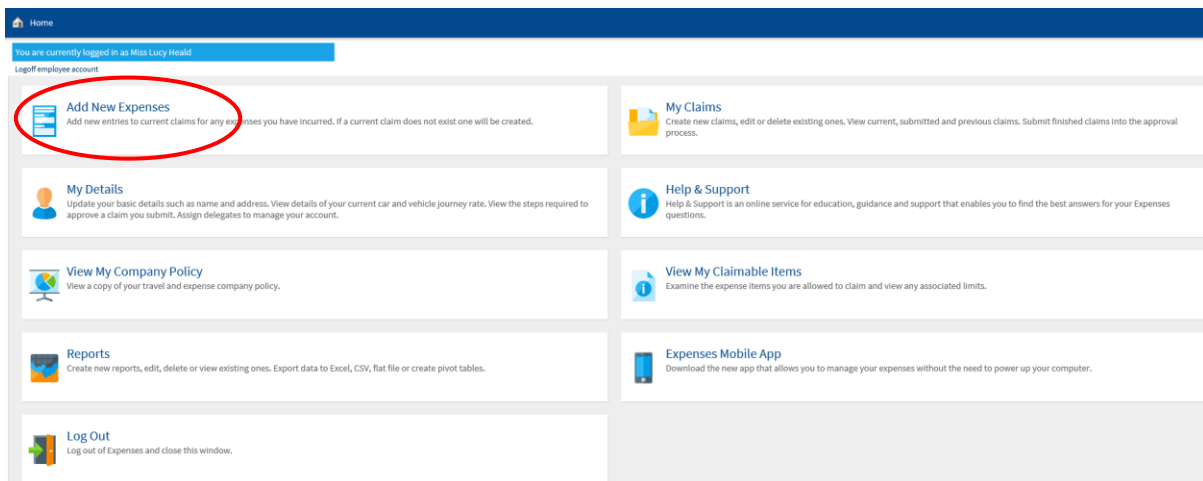 Home
You are currently logged in as Miss Lucy Heald
Logoff employee account
Add New Expenses
Add new entries to current claims for any expenses you have incurred. If a current claim does not exist one will be created.
My Claims
Create new claims, edit or delete existing ones. View current, submitted and previous claims. Submit finished claims into the approval
process.
My Details
Update your basic details such as name and address. View details of your current car and vehicle journey rate. View the steps required to
approve a claim you submit. Assign delegates to manage your account.
Help & Support
Help & Support is an online service for education, guidance and support that enables you to find the best answers for your Expenses
questions.
View My Company Policy
View a copy of your travel and expense company policy.
View My Claimable Items
Examine the expense items you are allowed to claim and view any associated limits.
Reports
Create new reports, edit, delete or view existing ones. Export data to Excel, CSV, flat file or create pivot tables.
Expenses Mobile App
Download the new app that allows you to manage your expenses without the need to power up your computer.
Log Out
Log out of Expenses and close this window.